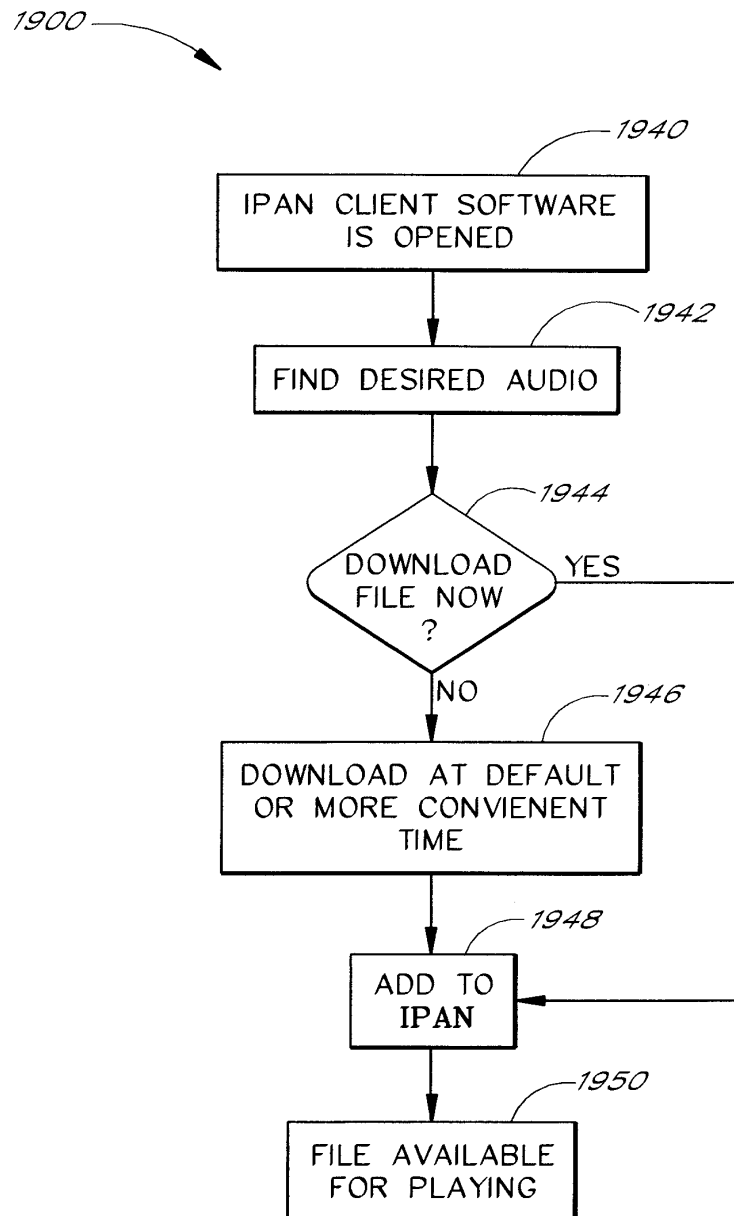 1900
1940
IPAN CLIENT SOFTWARE
IS OPENED
1942
FIND DESIRED AUDIO
1944
DOWNLOAD
FILE NOW
?
YES
NO
1946
DOWNLOAD AT DEFAULT
OR MORE CONVIENENT
TIME
1948
ADD TO
IPAN
1950
FILE AVAILABLE
FOR PLAYING